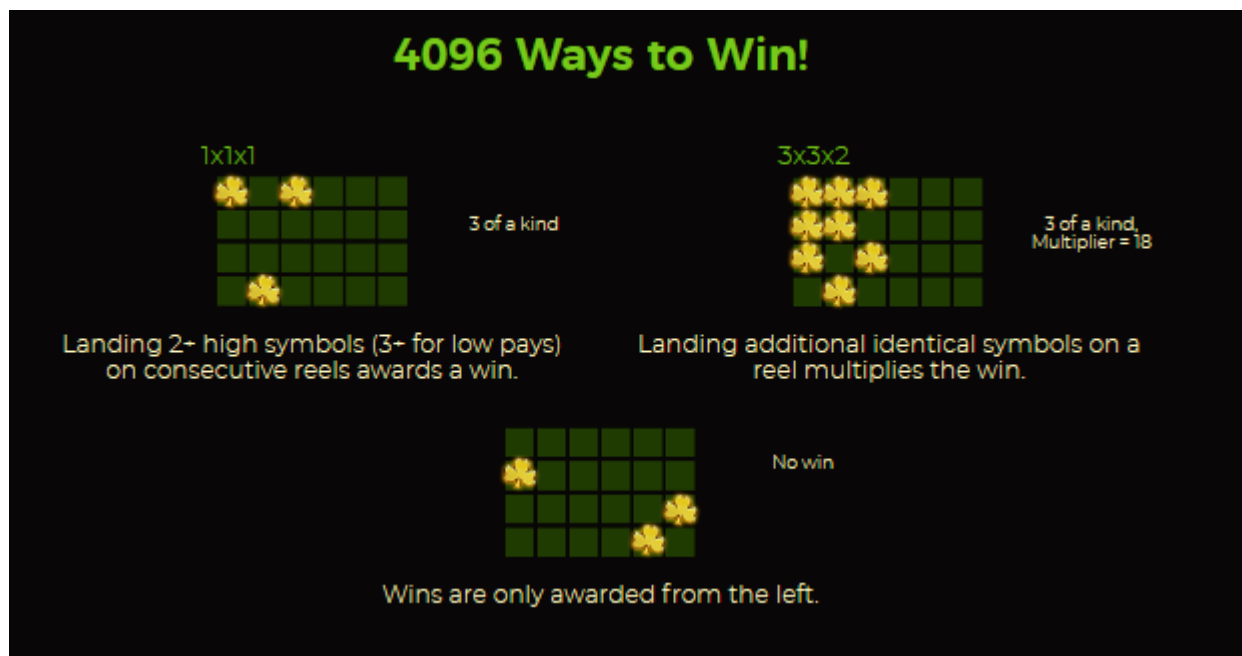 4096 Ways to Win!
1x1x1
3 of a kind
Landing 2+ high symbols (3+ for low pays)
on consecutive reels awards a win.
3x3x2
3 of a kind,
Multiplier = 18
Landing additional identical symbols on a
reel multiplies the win.
No win
Wins are only awarded from the left.